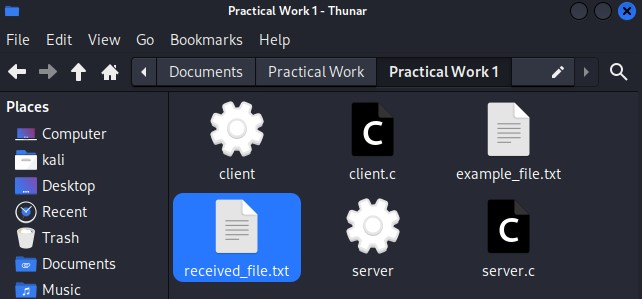 Practical Work 1 - Thunar
File Edit View Go Bookmarks Help
Documents Practical Work Practical Work 1
Places
Computer
kali
Desktop
Recent
Trash
Documents
Music
client client.c example_file.txt
received_file.txt server server.c